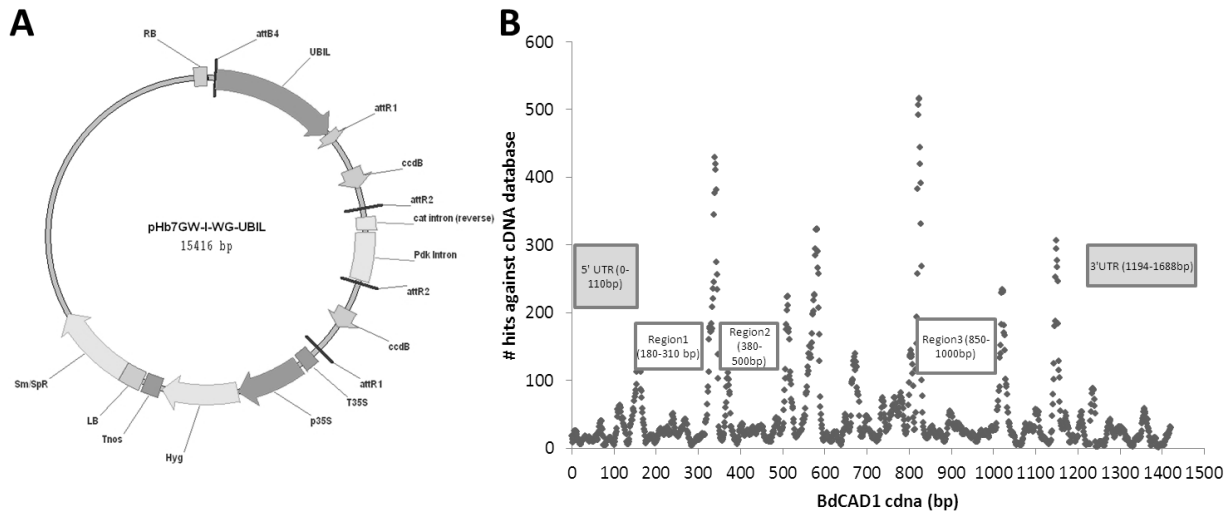 A
RB
attB4
UBIL
attR1
ccdB
attR2
cat intron (reverse)
Pdk Intron
attR2
ccdB
attR1
T35S
p35S
Hyg
Tnos
LB
Sm/SpR
pHb7GW-I-WG-UBIL
15416 bp
B
# hits against cDNA database
600
500
400
300
200
100
0
5' UTR (0-
110bp)
Region1
(180-310 bp)
Region2
(380-
500bp)
Region3 (850-
1000bp)
3'UTR (1194-1688bp)
0 100 200 300 400 500 600 700 800 900 1000 1100 1200 1300 1400 1500
BdCAD1 cdna (bp)